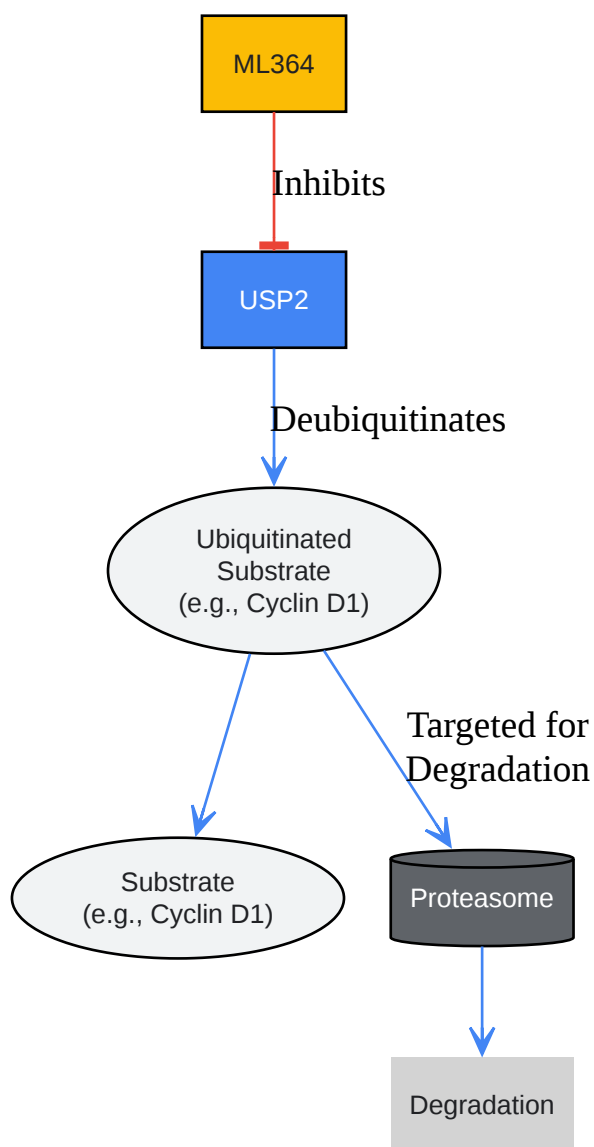 ML364
Inhibits
USP2
Deubiquitinates
Ubiquitinated
Substrate
(e.g., Cyclin D1)
Targeted for
Degradation
Substrate
(e.g., Cyclin D1)
Proteasome
Degradation